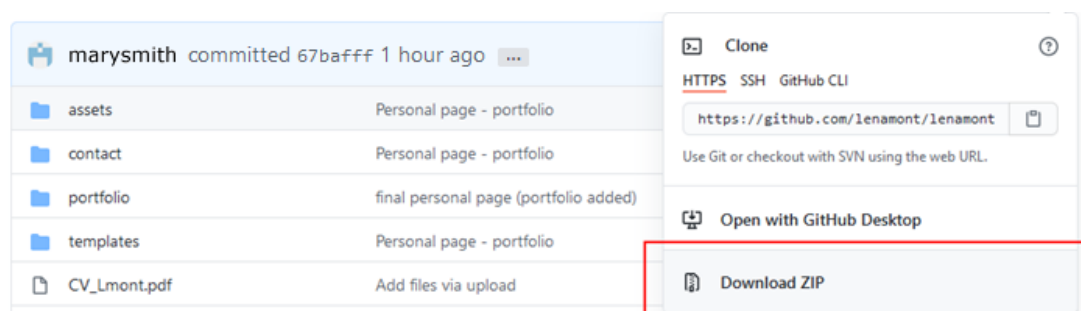 marysmith committed 67bafff 1 hour ago ...
assets Personal page - portfolio
contact Personal page - portfolio
portfolio final personal page (portfolio added)
templates Personal page - portfolio
CV_Lmont.pdf Add files via upload
Clone
HTTPS SSH GitHub CLI
https://github.com/lenamont/lenamont
Use Git or checkout with SVN using the web URL.
Open with GitHub Desktop
Download ZIP